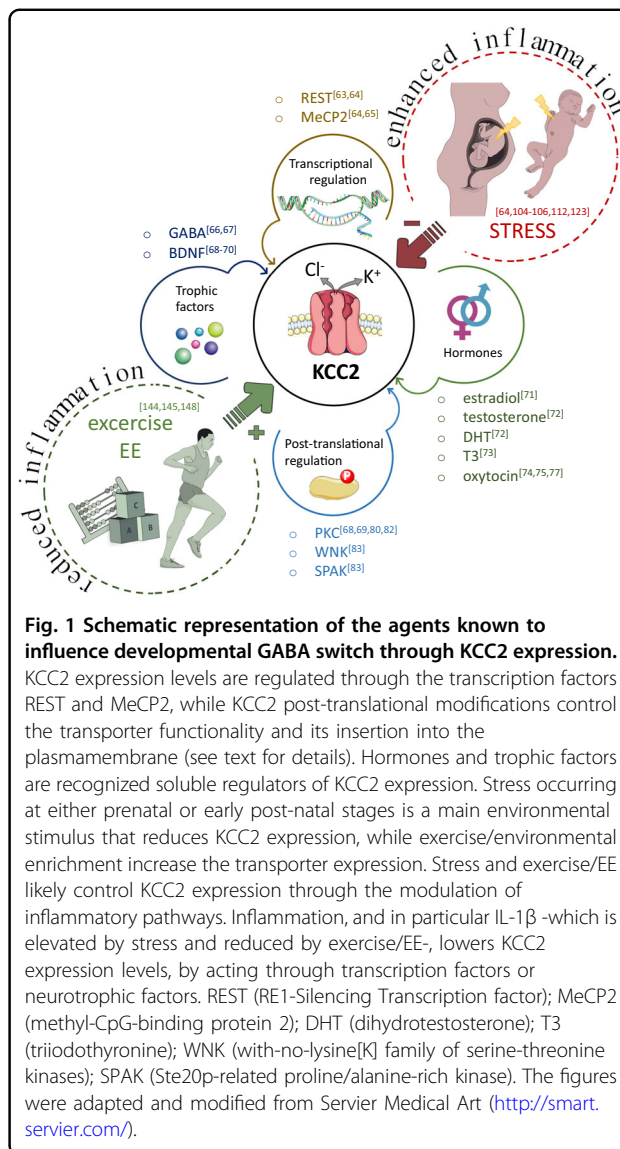 enhanced inflammation
○ REST[63,64]
○ MeCP2[64,65]
Transcriptional
regulation
[64,104-106,112,123]
STRESS
-
○ GABA[66,67]
○ BDNF[68-70]
Trophic
factors
Cl-
K+
KCC2
Hormones
○ estradiol[71]
○ testosterone[72]
○ DHT[72]
○ T3[73]
○ oxytocin[74,75,77]
reduced inflammation
[144,145,148]
excercise
EE
+
A
B
C
Post-translational
regulation
P
○ PKC[68,69,80,82]
○ WNK[83]
○ SPAK[83]
Fig. 1 Schematic representation of the agents known to
influence developmental GABA switch through KCC2 expression.
KCC2 expression levels are regulated through the transcription factors
REST and MeCP2, while KCC2 post-translational modifications control
the transporter functionality and its insertion into the
plasmamembrane (see text for details). Hormones and trophic factors
are recognized soluble regulators of KCC2 expression. Stress occurring
at either prenatal or early post-natal stages is a main environmental
stimulus that reduces KCC2 expression, while exercise/environmental
enrichment increase the transporter expression. Stress and exercise/EE
likely control KCC2 expression through the modulation of
inflammatory pathways. Inflammation, and in particular IL-1β -which is
elevated by stress and reduced by exercise/EE-, lowers KCC2
expression levels, by acting through transcription factors or
neurotrophic factors. REST (RE1-Silencing Transcription factor); MeCP2
(methyl-CpG-binding protein 2); DHT (dihydrotestosterone); T3
(triiodothyronine); WNK (with-no-lysine[K] family of serine-threonine
kinases); SPAK (Ste20p-related proline/alanine-rich kinase). The figures
were adapted and modified from Servier Medical Art (http://smart.
servier.com/).